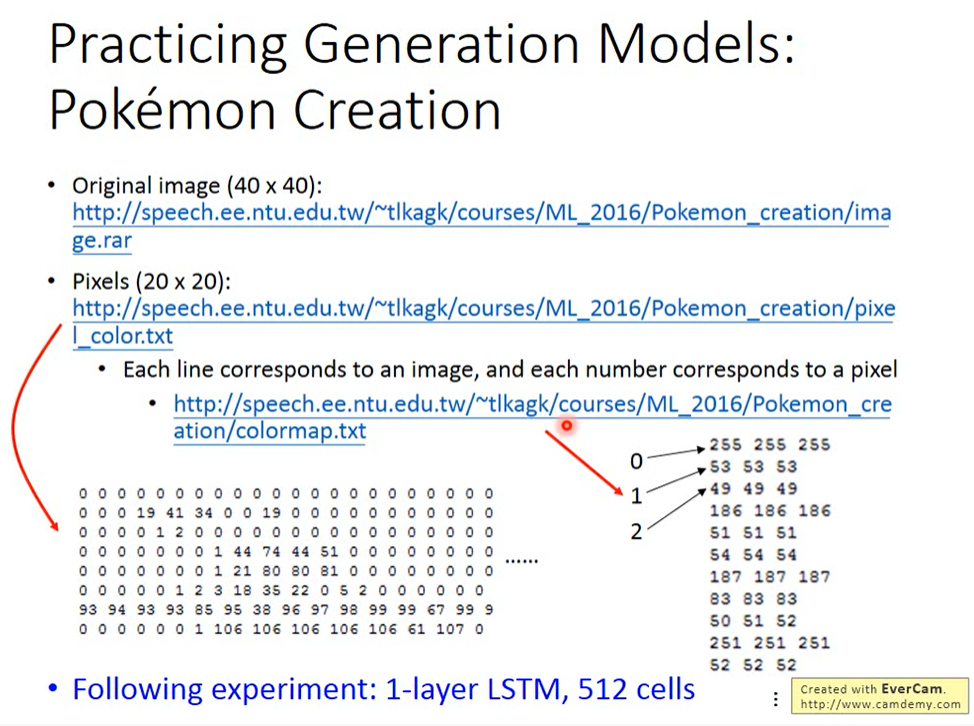 Practicing Generation Models:
Pokémon Creation
• Original image (40 x 40):
http://speech.ee.ntu.edu.tw/~tlkagk/courses/ML_2016/Pokemon_creation/ima
ge.rar
• Pixels (20 x 20):
http://speech.ee.ntu.edu.tw/~tlkagk/courses/ML_2016/Pokemon_creation/pixe
l_color.txt
• Each line corresponds to an image, and each number corresponds to a pixel
• http://speech.ee.ntu.edu.tw/~tlkagk/courses/ML_2016/Pokemon_cre
ation/colormap.txt
0 0 0 0 0 0 0 0 0 0 0 0 0 0 0 0 0 0 0 0 0 0
0 0 0 19 41 34 0 0 19 0 0 0 0 0 0 0 0 0 0 0
0 0 0 0 1 2 0 0 0 0 0 0 0 0 0 0 0 0 0 0 0 0
0 0 0 0 0 0 0 1 44 74 44 51 0 0 0 0 0 0 0 0
0 0 0 0 0 0 0 1 21 80 80 81 0 0 0 0 0 0 0 0
0 0 0 0 0 1 2 3 18 35 22 0 5 2 0 0 0 0 0 0
93 94 93 93 85 95 38 96 97 98 99 99 67 99 9
0 0 0 0 0 0 1 106 106 106 106 106 61 107 0
......
0
1
2
255 255 255
53 53 53
49 49 49
186 186 186
51 51 51
54 54 54
187 187 187
83 83 83
50 51 52
251 251 251
52 52 52
⋮
• Following experiment: 1-layer LSTM, 512 cells
Created with EverCam.
http://www.camdemy.com